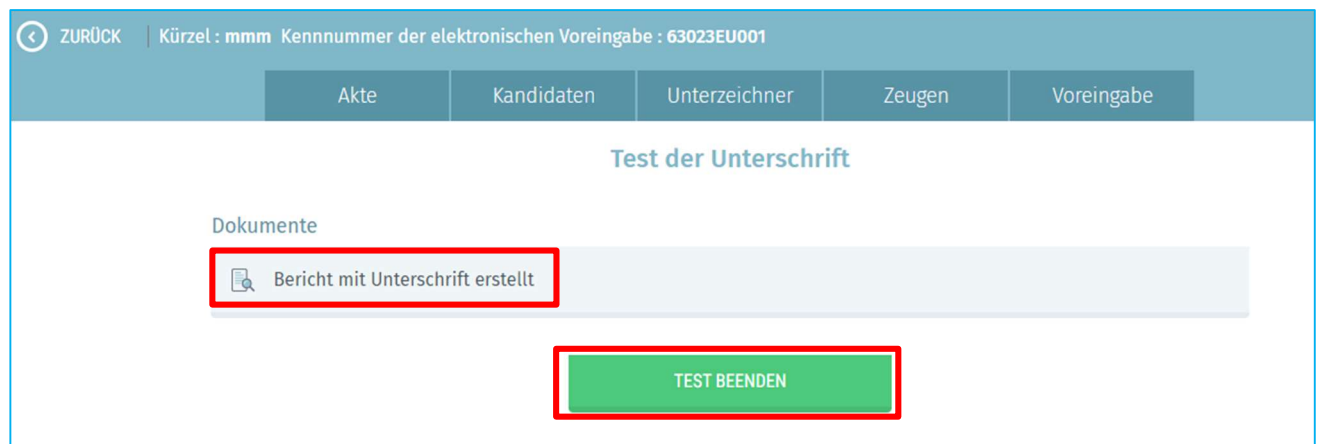 ZURÜCK Kürzel : mmm Kennnummer der elektronischen Voreingabe : 63023EU001
Akte Kandidaten Unterzeichner Zeugen Voreingabe
Test der Unterschrift
Dokumente
Bericht mit Unterschrift erstellt
TEST BEENDEN